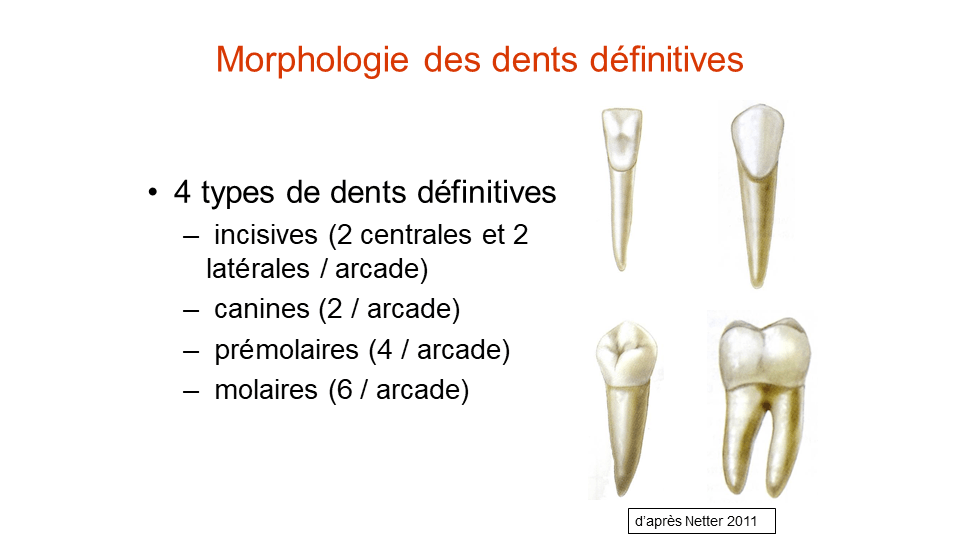 Morphologie des dents définitives
• 4 types de dents définitives
– incisives (2 centrales et 2
latérales / arcade)
– canines (2 / arcade)
– prémolaires (4 / arcade)
– molaires (6 / arcade)
d’après Netter 2011